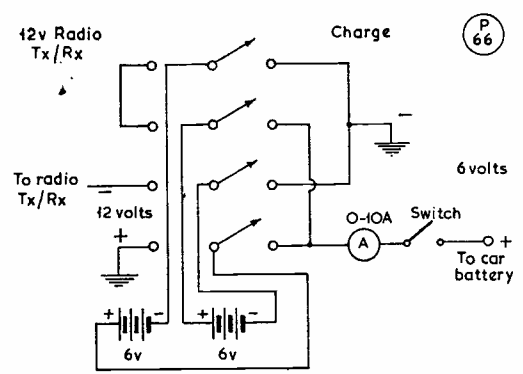 12v Radio
Tx/Rx
Charge
P
66
−
6 volts
To radio
Tx/Rx
−
12 volts
+
0-10A
Switch
A
+
To car
battery
+
−
+
−
6v
6v